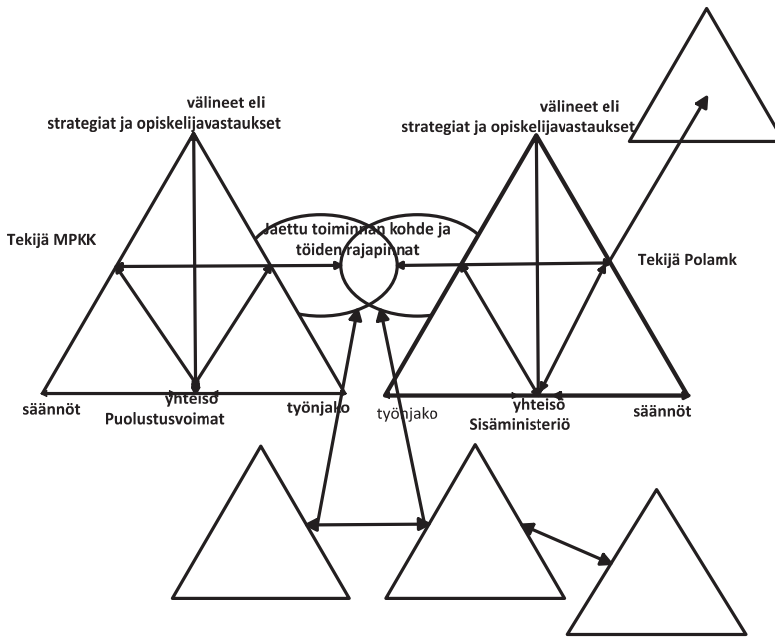 välineet eli
strategiat ja opiskelijavastaukset
välineet eli
strategiat ja opiskelijavastaukset
Tekijä MPKK
Jaettu toiminnan kohde ja
töiden rajapinnat
Tekijä Polamk
säännöt
yhteisö
Puolustusvoimat
työnjako
työnjako
yhteisö
Sisäministeriö
säännöt